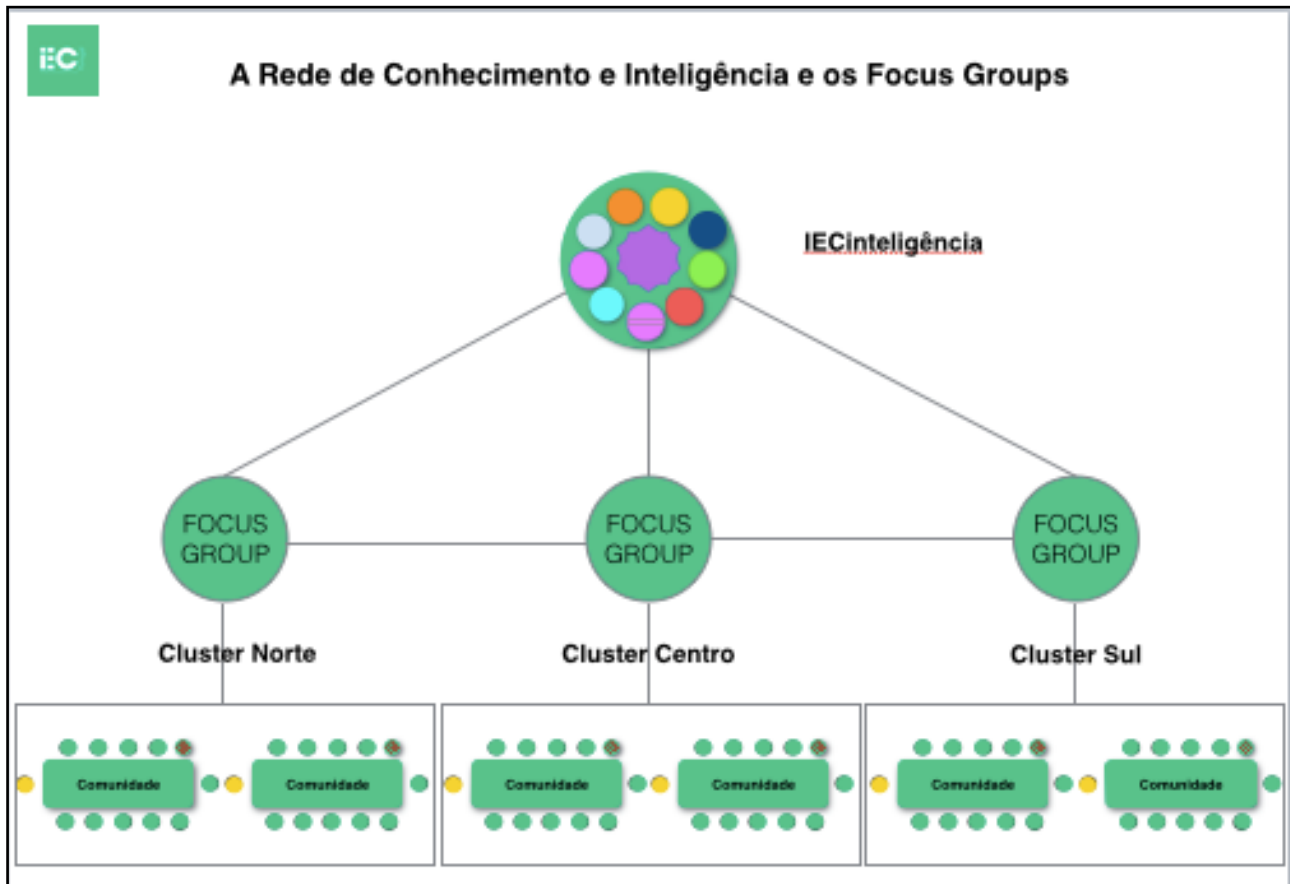 iEC
A Rede de Conhecimento e Inteligência e os Focus Groups
IECinteligência
FOCUS
GROUP
FOCUS
GROUP
FOCUS
GROUP
Cluster Norte
Cluster Centro
Cluster Sul
Comunidade
Comunidade
Comunidade
Comunidade
Comunidade
Comunidade